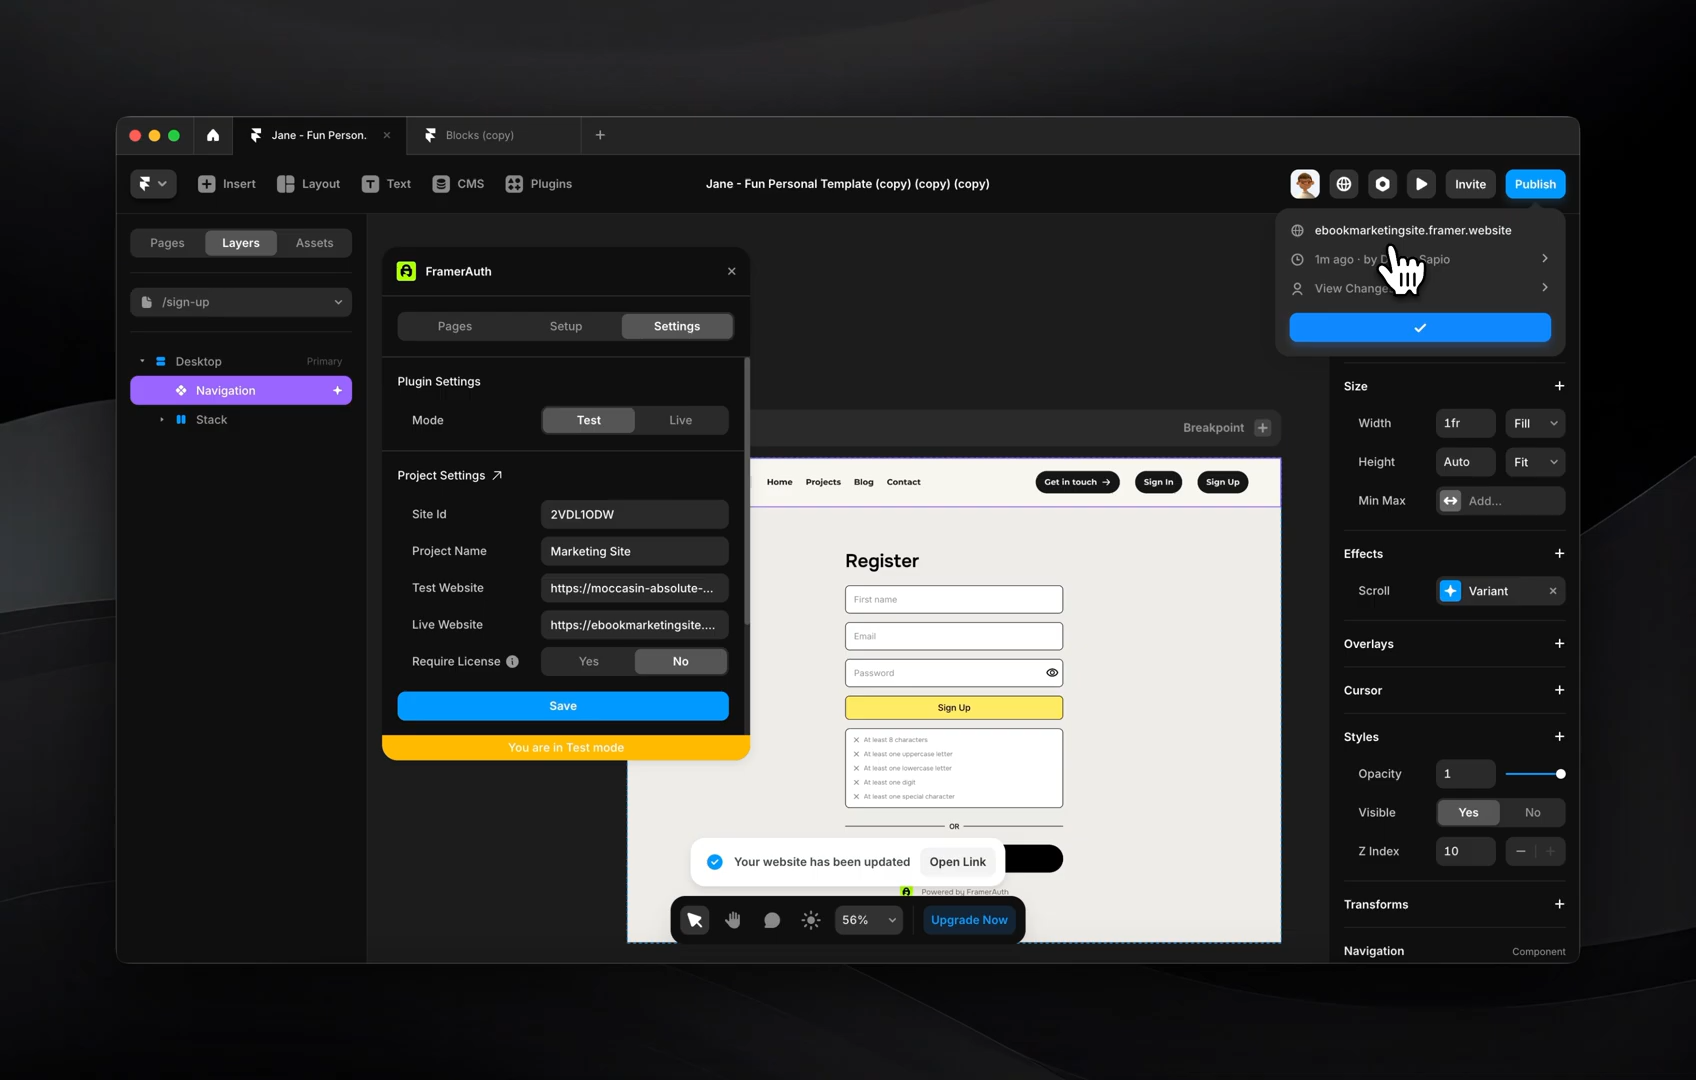 Jane - Fun Person.
Blocks (copy)
Insert
Layout
Text
CMS
Plugins
Jane - Fun Personal Template (copy) (copy) (copy)
Invite
Publish
Pages
Layers
Assets
/sign-up
Desktop
Primary
Navigation
Stack
FramerAuth
Pages
Setup
Settings
Plugin Settings
Mode
Test
Live
Project Settings
Site Id
2VDL1ODW
Project Name
Marketing Site
Test Website
https://moccasin-absolute-...
Live Website
https://ebookmarketingsite....
Require License
Yes
No
Save
You are in Test mode
Breakpoint
Home
Projects
Blog
Contact
Get in touch →
Sign In
Sign Up
Register
First name
Email
Password
Sign Up
At least 8 characters
At least one uppercase letter
At least one lowercase letter
At least one digit
At least one special character
OR
Your website has been updated
Open Link
Powered by FramerAuth
56%
Upgrade Now
ebookmarketingsite.framer.website
1m ago · by Sapio
View
Size
Width
1fr
Fill
Height
Auto
Fit
Min Max
Add...
Effects
Scroll
Variant
Overlays
Cursor
Styles
Opacity
1
Visible
Yes
No
Z Index
10
Transforms
Navigation
Component